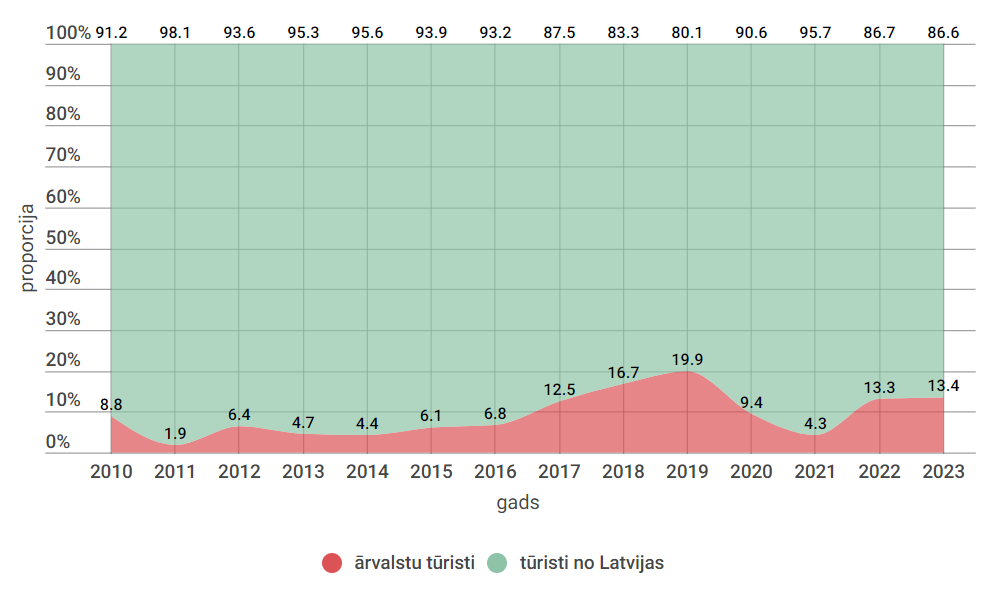 100% 91.2 98.1 93.6 95.3 95.6 93.9 93.2 87.5 83.3 80.1 90.6 95.7 86.7 86.6
90%
80%
70%
60%
50%
40%
30%
20%
10%
0%
proporcija
8.8 1.9 6.4 4.7 4.4 6.1 6.8 12.5 16.7 19.9 9.4 4.3 13.3 13.4
2010 2011 2012 2013 2014 2015 2016 2017 2018 2019 2020 2021 2022 2023
gads
ārvalstu tūristi tūristi no Latvijas